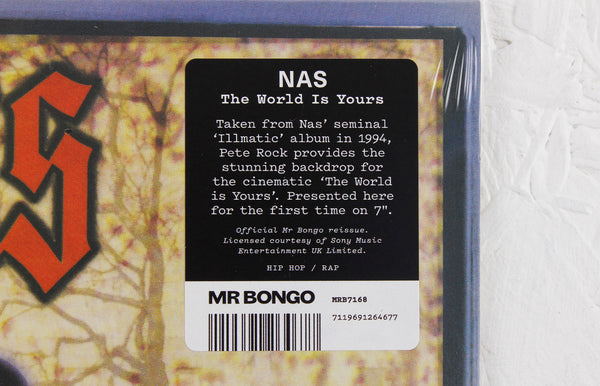 S
NAS
The World Is Yours
Taken from Nas' seminal
'Illmatic' album in 1994,
Pete Rock provides the
stunning backdrop for
the cinematic 'The World
is Yours'. Presented here
for the first time on 7".
Official Mr Bongo reissue.
Licensed courtesy of Sony Music
Entertainment UK Limited.
HIP HOP / RAP
MR BONGO MRB7168
7119691264677